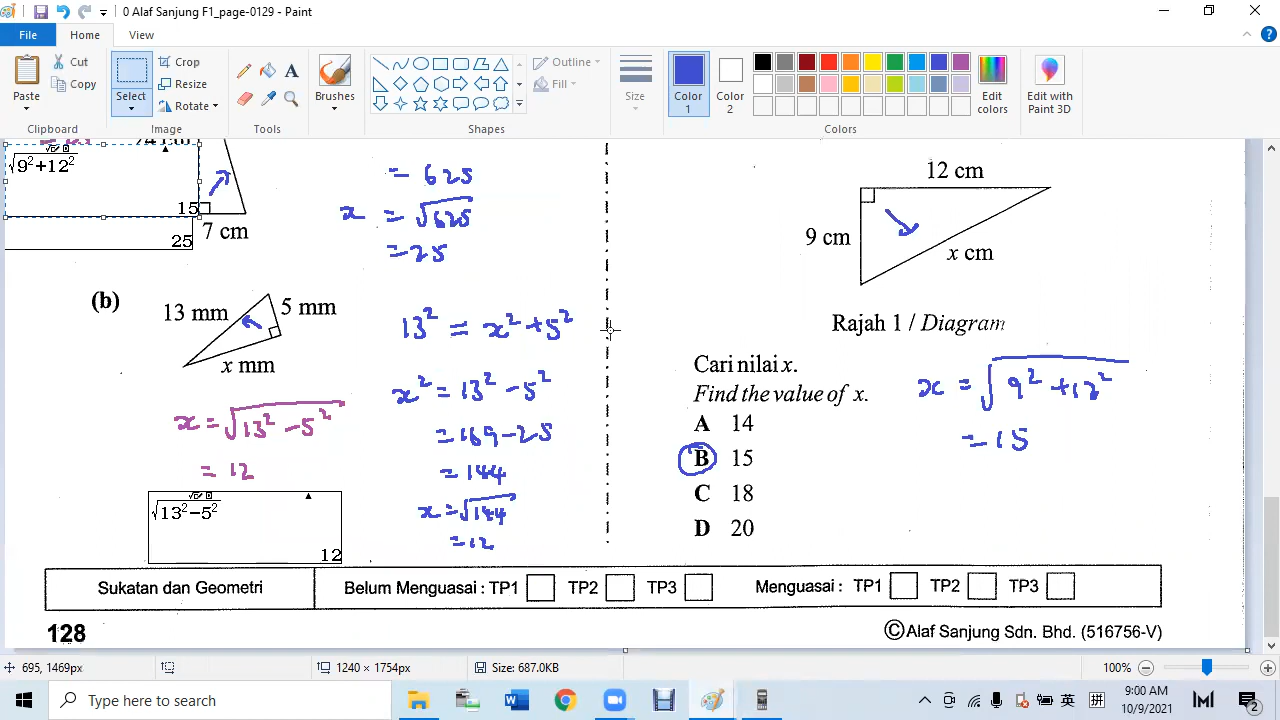 0 Alaf Sanjung F1_page-0129 - Paint
File
Home
View
Paste
Cut
Copy
Clipboard
Select
Crop
Resize
Rotate
Image
Tools
Brushes
Shapes
Outline
Fill
Size
Color 1
Color 2
Edit colors
Edit with Paint 3D
Colors
√9²+12²
15
25
7 cm
= 625
x = √625
= 25
(b)
13 mm
5 mm
x mm
x = √13² - 5²
= 12
√13²-5²
12
13² = x² + 5²
x² = 13² - 5²
= 169 - 25
= 144
x = √144
= 12
12 cm
9 cm
x cm
Rajah 1 / Diagram
Cari nilai x.
Find the value of x.
A 14
B 15
C 18
D 20
x = √9² + 12²
= 15
Sukatan dan Geometri
Belum Menguasai : TP1 TP2 TP3
Menguasai : TP1 TP2 TP3
128
©Alaf Sanjung Sdn. Bhd. (516756-V)
695, 1469px
1240 × 1754px
Size: 687.0KB
100%
Type here to search
英
拼
9:00 AM
10/9/2021
2